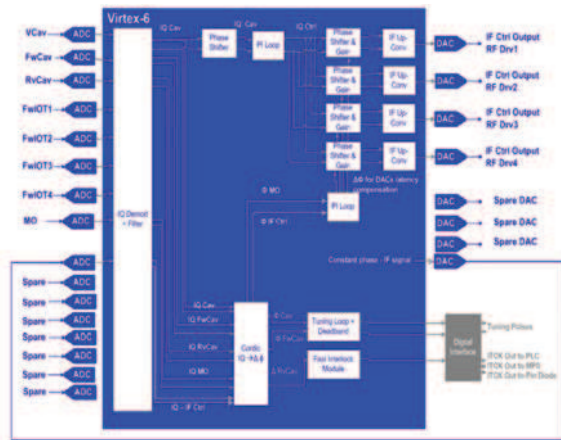 Virtex-6
VCav
ADC
FwCav
ADC
RvCav
ADC
FwIOT1
ADC
FwIOT2
ADC
FwIOT3
ADC
FwIOT4
ADC
MO
ADC
ADC
Spare
ADC
Spare
ADC
Spare
ADC
Spare
ADC
Spare
ADC
Spare
ADC
Spare
ADC
IQ Demod
+ Filter
IQ Cav
Phase
Shifter
IQ Cav
PI Loop
IQ Ctrl
Phase
Shifter &
Gain
IF Up-
Conv
DAC
IF Ctrl Output
RF Drv1
Phase
Shifter &
Gain
IF Up-
Conv
DAC
IF Ctrl Output
RF Drv2
Phase
Shifter &
Gain
IF Up-
Conv
DAC
IF Ctrl Output
RF Drv3
Phase
Shifter &
Gain
IF Up-
Conv
DAC
IF Ctrl Output
RF Drv4
for DACs latency
compensation
Φ MO
Φ IF Ctrl
PI Loop
DAC
Spare DAC
DAC
Spare DAC
DAC
Spare DAC
Constant phase - IF signal
DAC
IQ Cav
IQ FwCav
IQ RvCav
IQ MO
IQ - IF Ctrl
Cordic
Φ Cav
Φ FwCav
RvCav
Tuning Loop +
Deadband
Fast Interlock
Module
Digital
Interface
Tuning Pulses
ITCK Out to PLC
ITCK Out to MPS
ITCK Out to Pin Diode